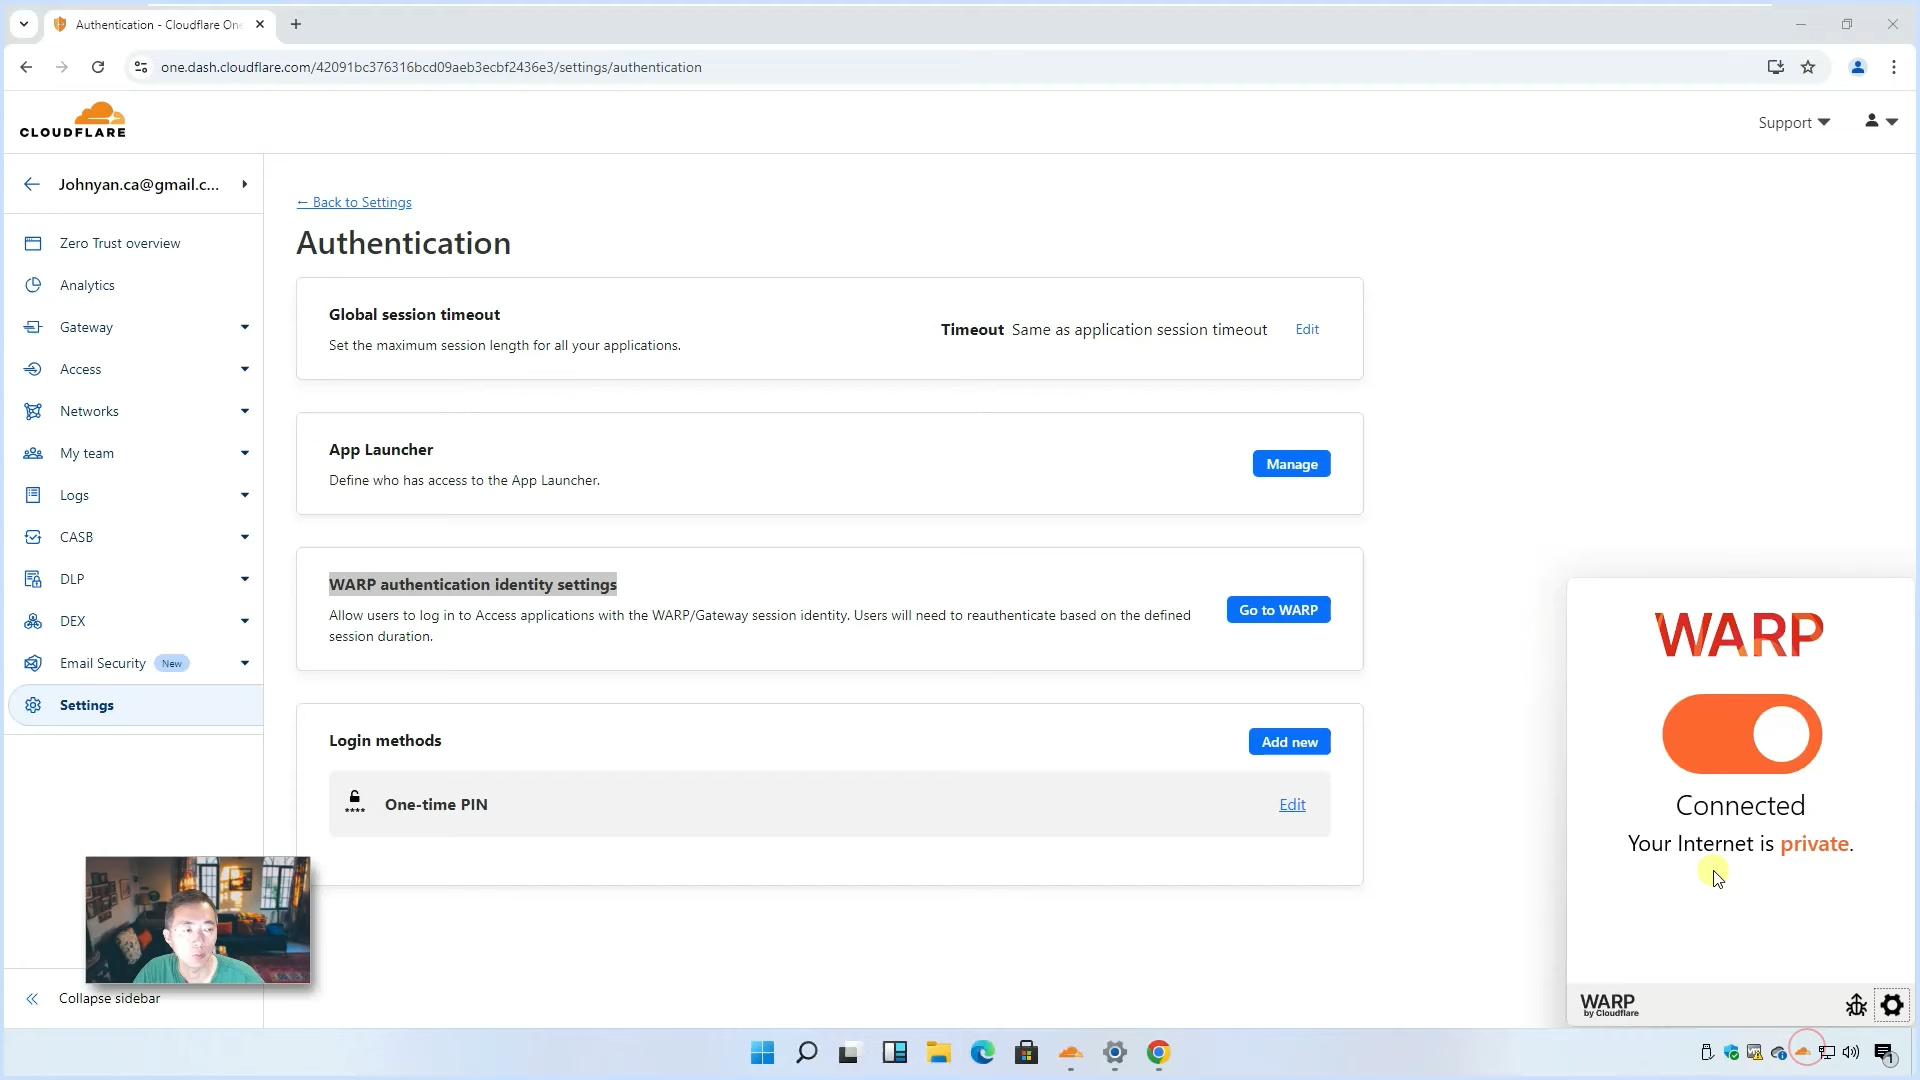 Authentication - Cloudflare One
one.dash.cloudflare.com/42091bc376316bcd09aeb3ecbf2436e3/settings/authentication
CLOUDFLARE
Support
Johnyan.ca@gmail.c...
Zero Trust overview
Analytics
Gateway
Access
Networks
My team
Logs
CASB
DLP
DEX
Email Security New
Settings
Collapse sidebar
← Back to Settings
Authentication
Global session timeout
Set the maximum session length for all your applications.
Timeout Same as application session timeout Edit
App Launcher
Define who has access to the App Launcher.
Manage
WARP authentication identity settings
Allow users to log in to Access applications with the WARP/Gateway session identity. Users will need to reauthenticate based on the defined
session duration.
Go to WARP
Login methods
Add new
One-time PIN
Edit
WARP
Connected
Your Internet is private.
WARP
by Cloudflare
1